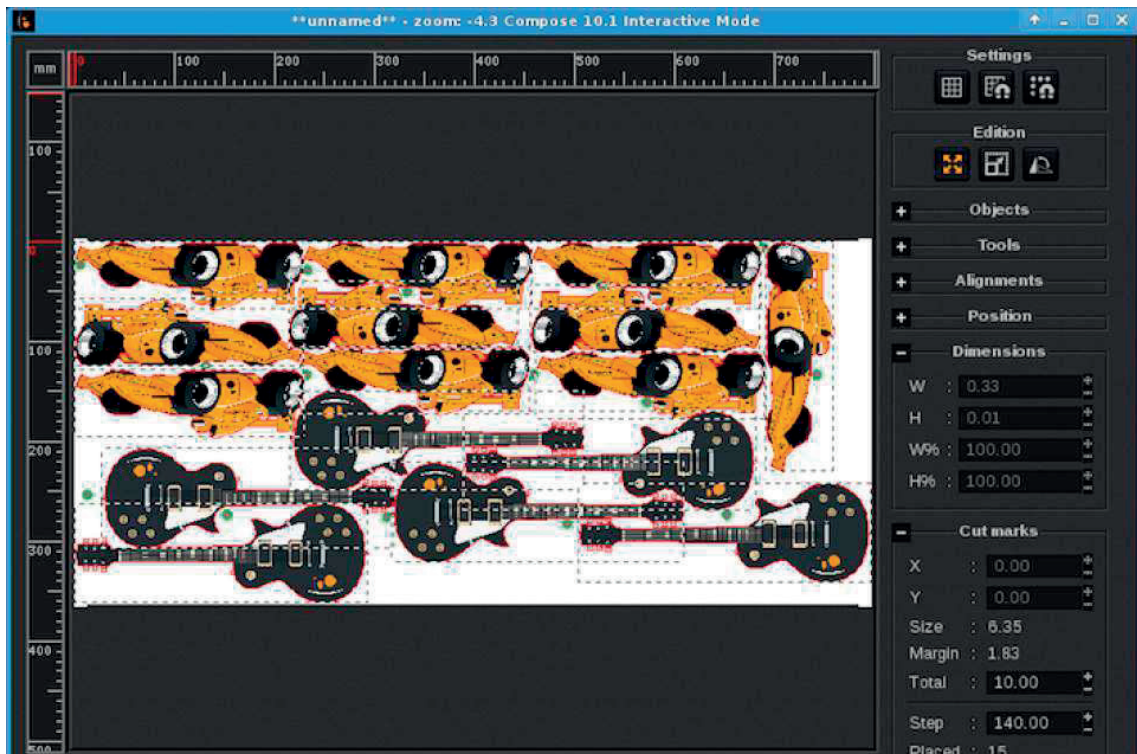 **unnamed** - zoom: -4.3 Compose 10.1 Interactive Mode
mm
0 100 200 300 400 500 600 700
Settings
Edition
Objects
Tools
Alignments
Position
Dimensions
W : 0.33
H : 0.01
W% : 100.00
H% : 100.00
Cut marks
X : 0.00
Y : 0.00
Size : 6.35
Margin : 1.83
Total : 10.00
Step : 140.00
Placed : 15
100
0
100
200
300
400
500